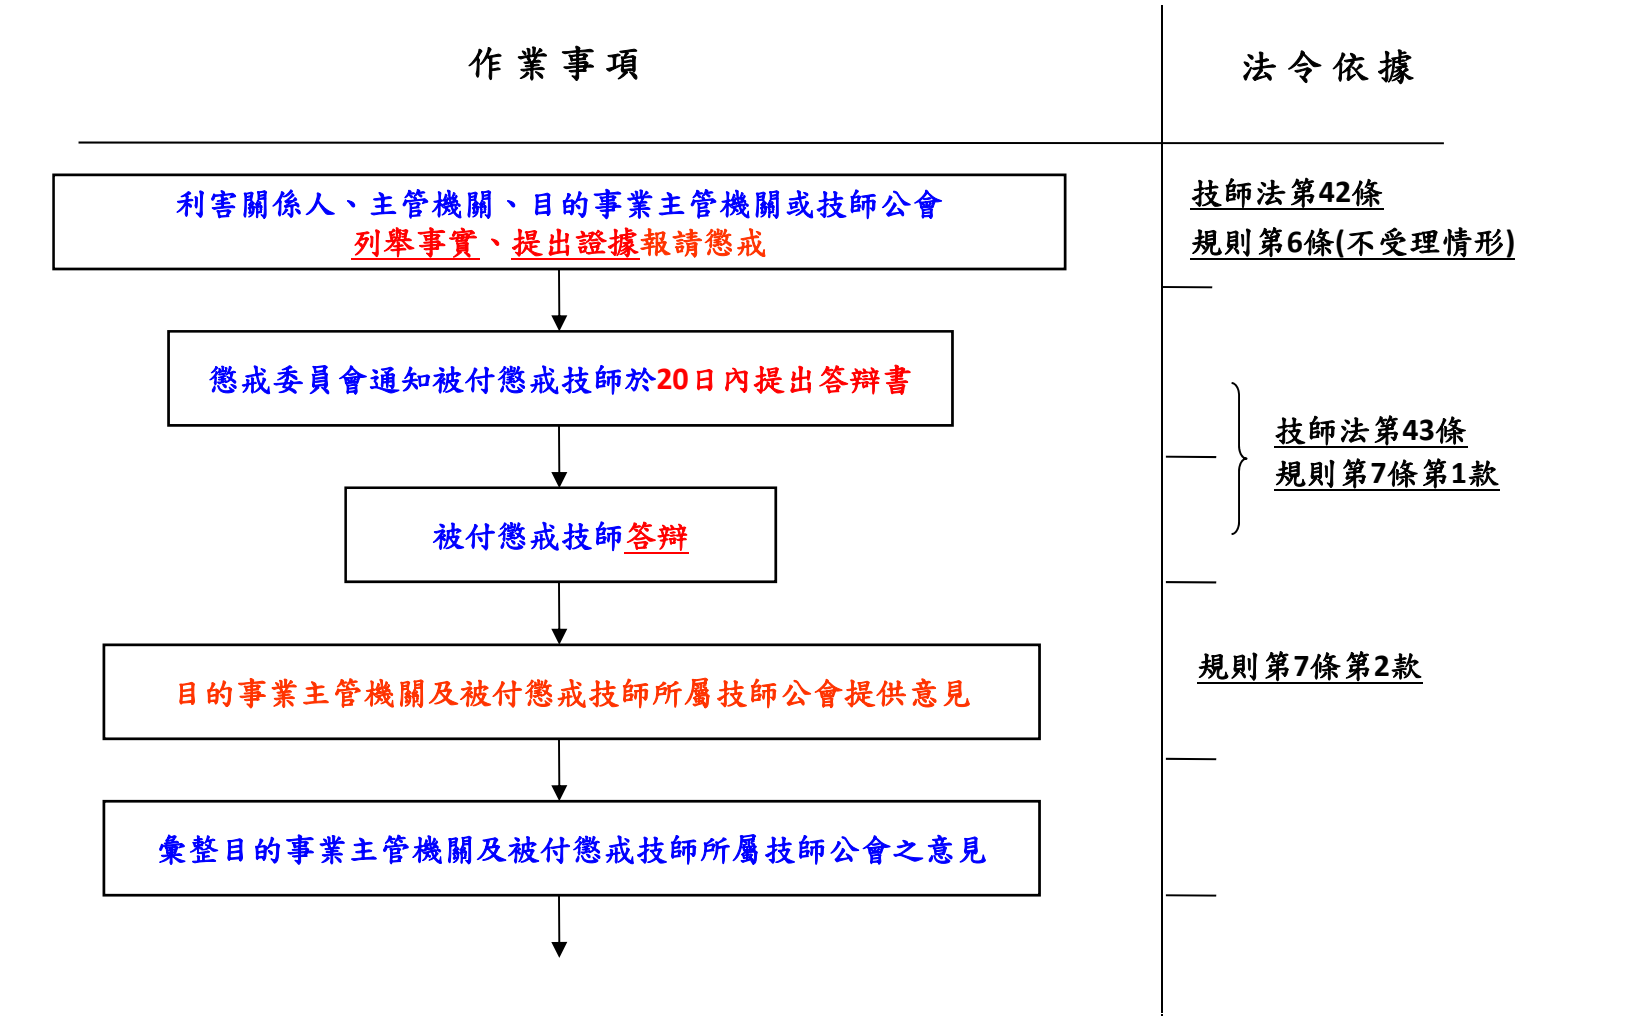 作業事項
法令依據
利害關係人、主管機關、目的事業主管機關或技師公會
列舉事實、提出證據報請懲戒
技師法第42條
規則第6條(不受理情形)
懲戒委員會通知被付懲戒技師於20日內提出答辯書
技師法第43條
規則第7條第1款
被付懲戒技師答辯
目的事業主管機關及被付懲戒技師所屬技師公會提供意見
規則第7條第2款
彙整目的事業主管機關及被付懲戒技師所屬技師公會之意見